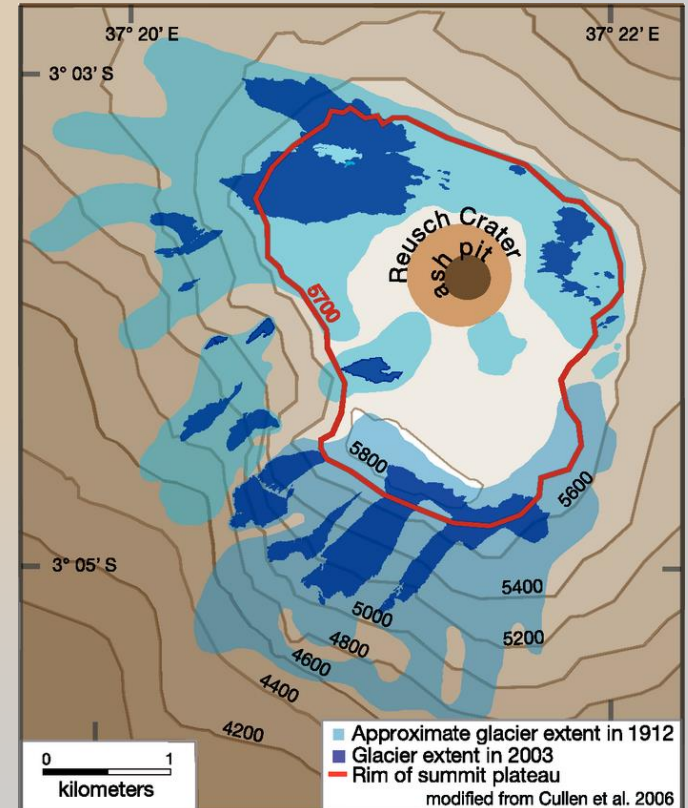 37° 20' E
37° 22' E
3° 03' S
Reusch Crater
ash pit
5700
5800
5600
3° 05' S
5400
5000
5200
4800
4600
4400
4200
0 1
kilometers
Approximate glacier extent in 1912
Glacier extent in 2003
Rim of summit plateau
modified from Cullen et al. 2006